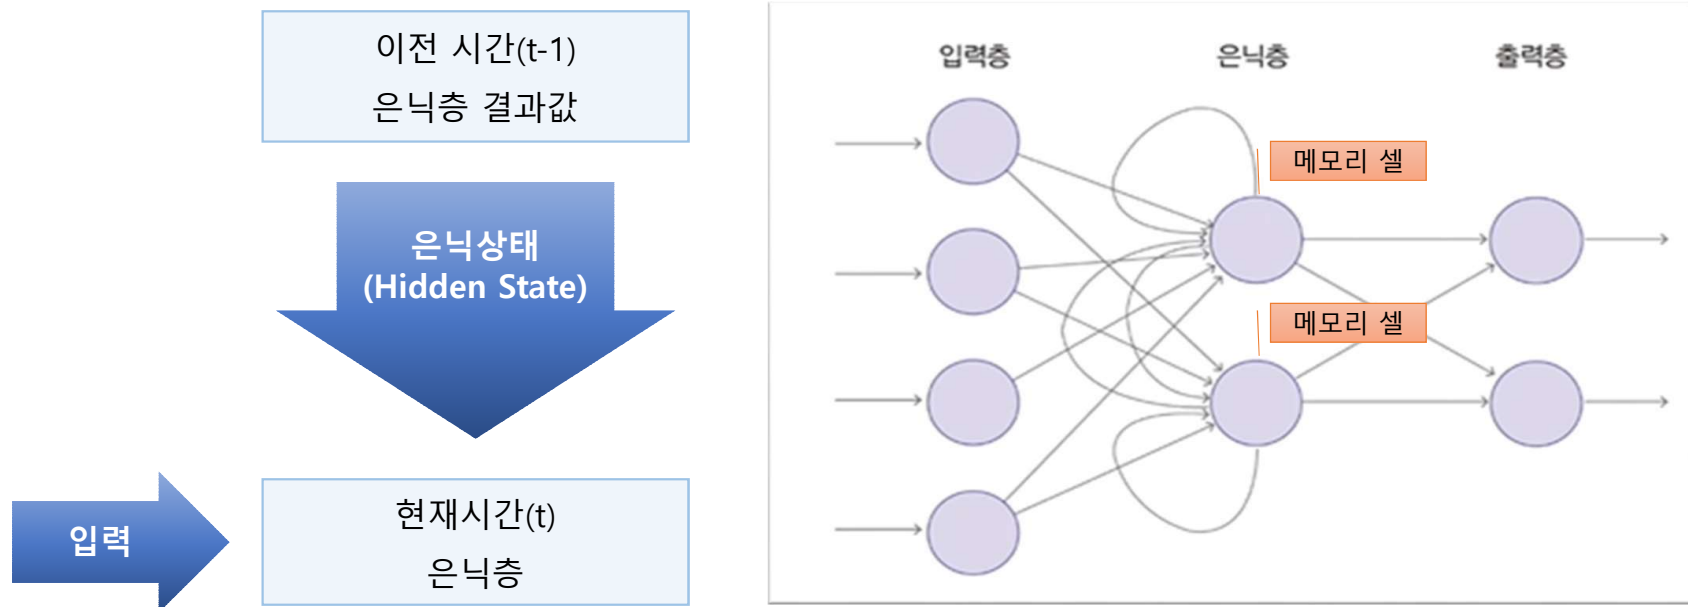 이전 시간(t-1)
은닉층 결과값
은닉상태
(Hidden State)
입력
현재시간(t)
은닉층
입력층
은닉층
출력층
메모리 셀
메모리 셀